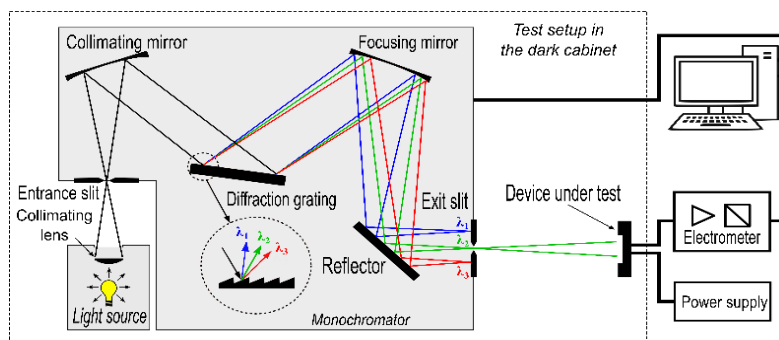 Collimating mirror
Focusing mirror
Test setup in
the dark cabinet
Entrance slit
Collimating
lens
Diffraction grating
Exit slit
Device under test
λ1
λ2
λ3
λ1
λ2
λ3
Reflector
Electrometer
Light source
Monochromator
Power supply